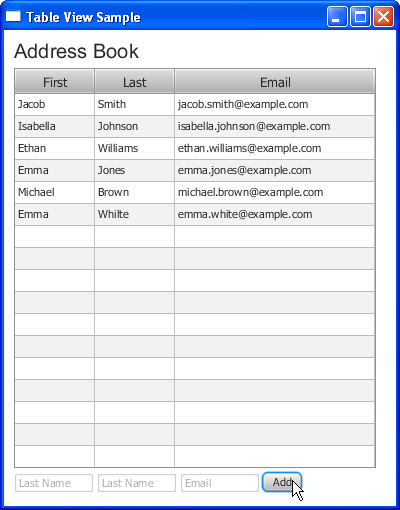 Table View Sample
Address Book
First Last Email
Jacob Smith jacob.smith@example.com
Isabella Johnson isabella.johnson@example.com
Ethan Williams ethan.williams@example.com
Emma Jones emma.jones@example.com
Michael Brown michael.brown@example.com
Emma Whilte emma.white@example.com
Last Name Last Name Email Add